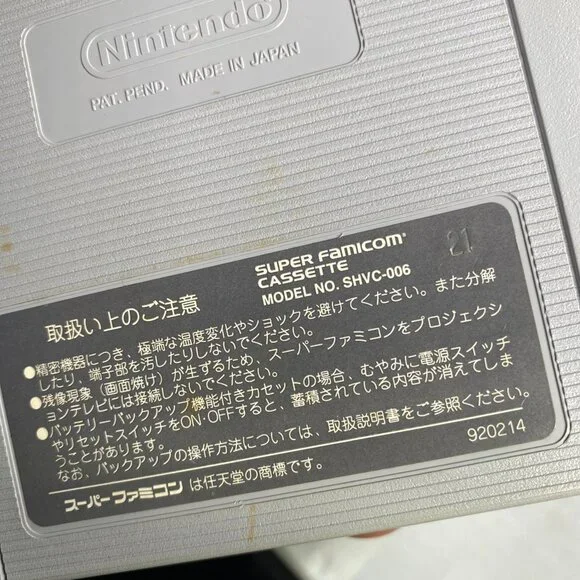 Nintendo
PAT. PEND. MADE IN JAPAN
SUPER FAMICOM
CASSETTE
MODEL NO. SHVC-006
21
取扱い上のご注意
●精密機器につき、極端な温度変化やショックを避けてください。また分解
したり、端子部を汚したりしないでください。
●残像現象（画面焼け）が生ずるため、スーパーファミコンをプロジェクシ
ョンテレビには接続しないでください。
●バッテリーバックアップ機能付きカセットの場合、むやみに電源スイッチ
やリセットスイッチをON・OFFすると、蓄積されている内容が消えてしま
うことがあります。
なお、バックアップの操作方法については、取扱説明書をご参照ください。
920214
スーパーファミコンは任天堂の商標です。